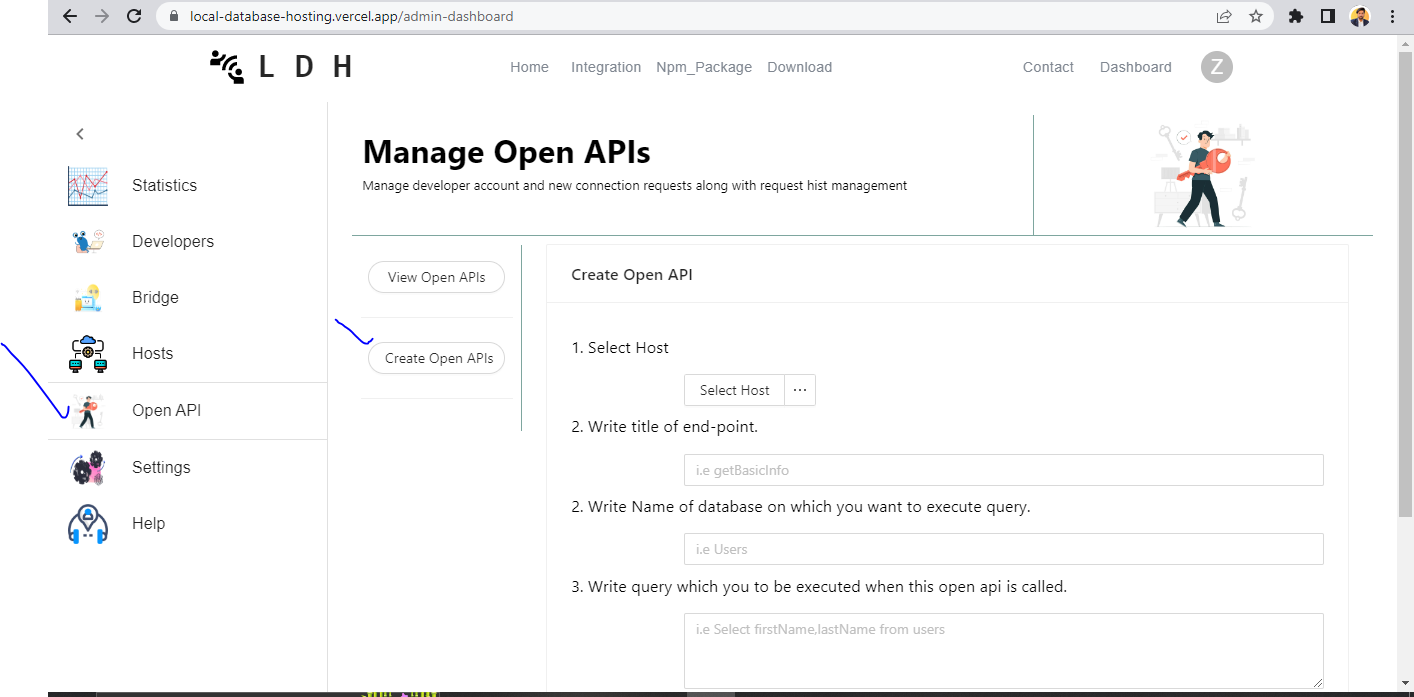 local-database-hosting.vercel.app/admin-dashboard
L D H
Home Integration Npm_Package Download Contact Dashboard Z
Statistics
Developers
Bridge
Hosts
Open API
Settings
Help
Manage Open APIs
Manage developer account and new connection requests along with request hist management
View Open APIs
Create Open APIs
Create Open API
1. Select Host
Select Host ...
2. Write title of end-point.
i.e getBasicInfo
2. Write Name of database on which you want to execute query.
i.e Users
3. Write query which you to be executed when this open api is called.
i.e Select firstName,lastName from users